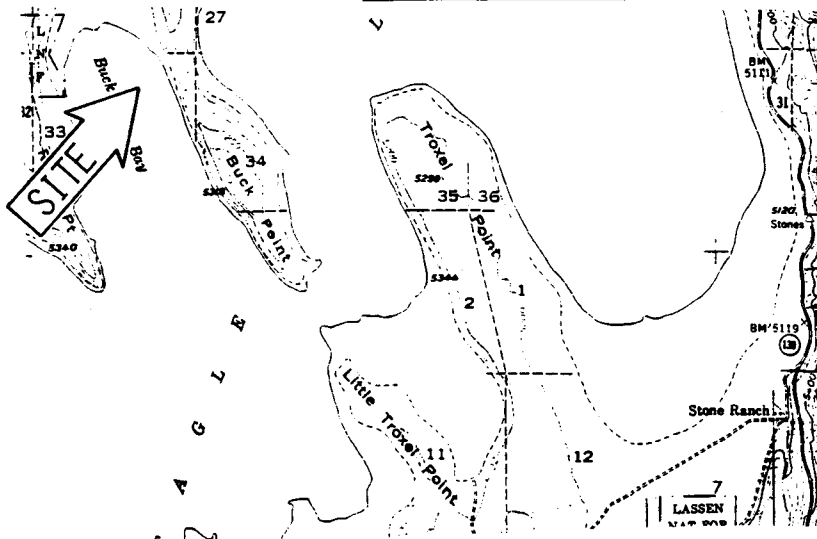 7
27
L
L
N
F
Buck
BM
5111
31
32
33
Bay
SITE
Pt
5340
Buck
34
Point
Troxel
35
36
Point
5120
Stones
5344
2
1
BM 5119
139
E
L
G
A
Little Troxel Point
11
12
Stone Ranch
7
LASSEN
NAT FOR